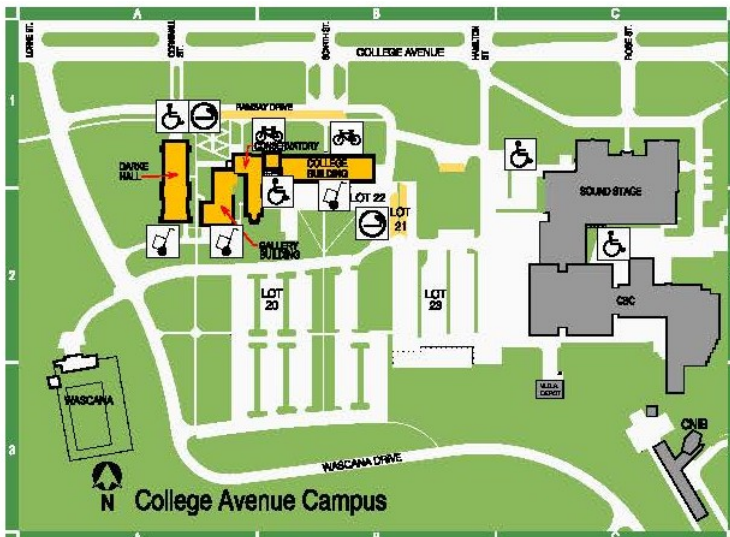 A
B
C
LORNE ST.
CORNWALL
ST.
SCARTH ST.
COLLEGE AVENUE
HAMILTON
ST
ROSE ST.
1
RAMSAY DRIVE
CONSERVATORY
DARKE
HALL
COLLEGE
BUILDING
SOUND STAGE
LOT 22
LOT
21
GALLERY
BUILDING
2
LOT
20
LOT
23
CBC
DEPOT
WASCANA
CNIB
3
WASCANA DRIVE
N
College Avenue Campus
A
B
C